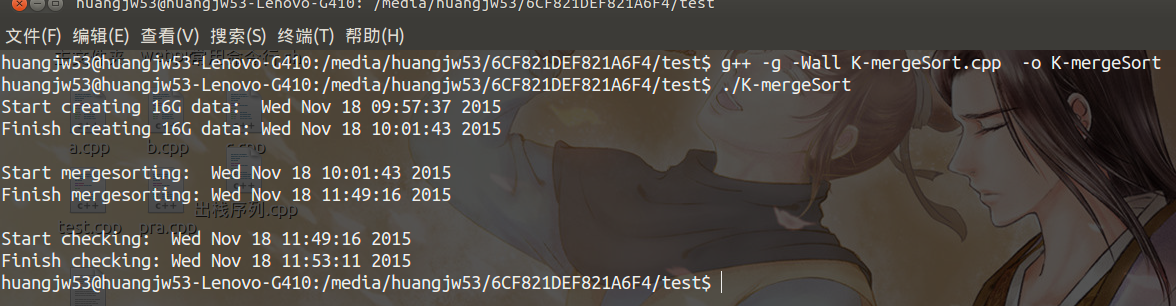 huangjw53@huangjw53-Lenovo-G410: /media/huangjw53/6CF821DEF821A6F4/test
文件(F) 编辑(E) 查看(V) 搜索(S) 终端(T) 帮助(H)
huangjw53@huangjw53-Lenovo-G410:/media/huangjw53/6CF821DEF821A6F4/test$ g++ -g -Wall K-mergeSort.cpp  -o K-mergeSort
huangjw53@huangjw53-Lenovo-G410:/media/huangjw53/6CF821DEF821A6F4/test$ ./K-mergeSort
Start creating 16G data:  Wed Nov 18 09:57:37 2015
Finish creating 16G data: Wed Nov 18 10:01:43 2015
a.cpp b.cpp c.cpp
Start mergesorting:  Wed Nov 18 10:01:43 2015
Finish mergesorting: Wed Nov 18 11:49:16 2015
出栈序列.cpp
test.cpp pra.cpp
Start checking:  Wed Nov 18 11:49:16 2015
Finish checking: Wed Nov 18 11:53:11 2015
huangjw53@huangjw53-Lenovo-G410:/media/huangjw53/6CF821DEF821A6F4/test$